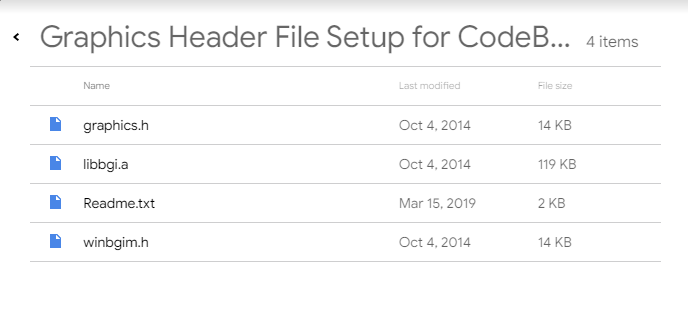 Graphics Header File Setup for CodeB... 4 items
Name Last modified File size
graphics.h Oct 4, 2014 14 KB
libbgi.a Oct 4, 2014 119 KB
Readme.txt Mar 15, 2019 2 KB
winbgim.h Oct 4, 2014 14 KB